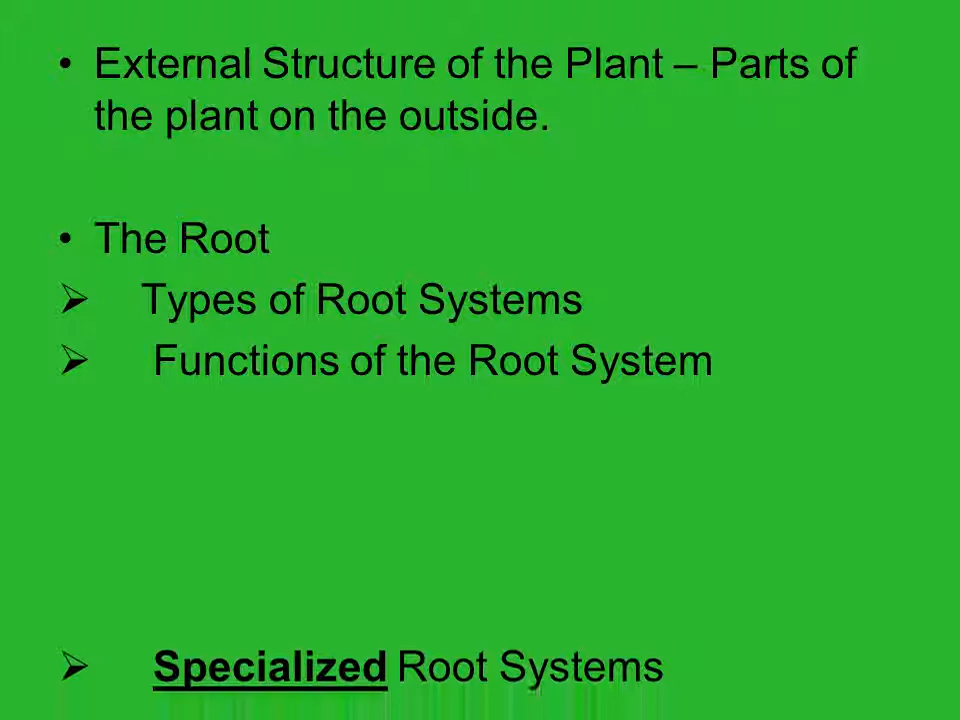 • External Structure of the Plant – Parts of
the plant on the outside.
• The Root
➢ Types of Root Systems
➢ Functions of the Root System
➢ Specialized Root Systems